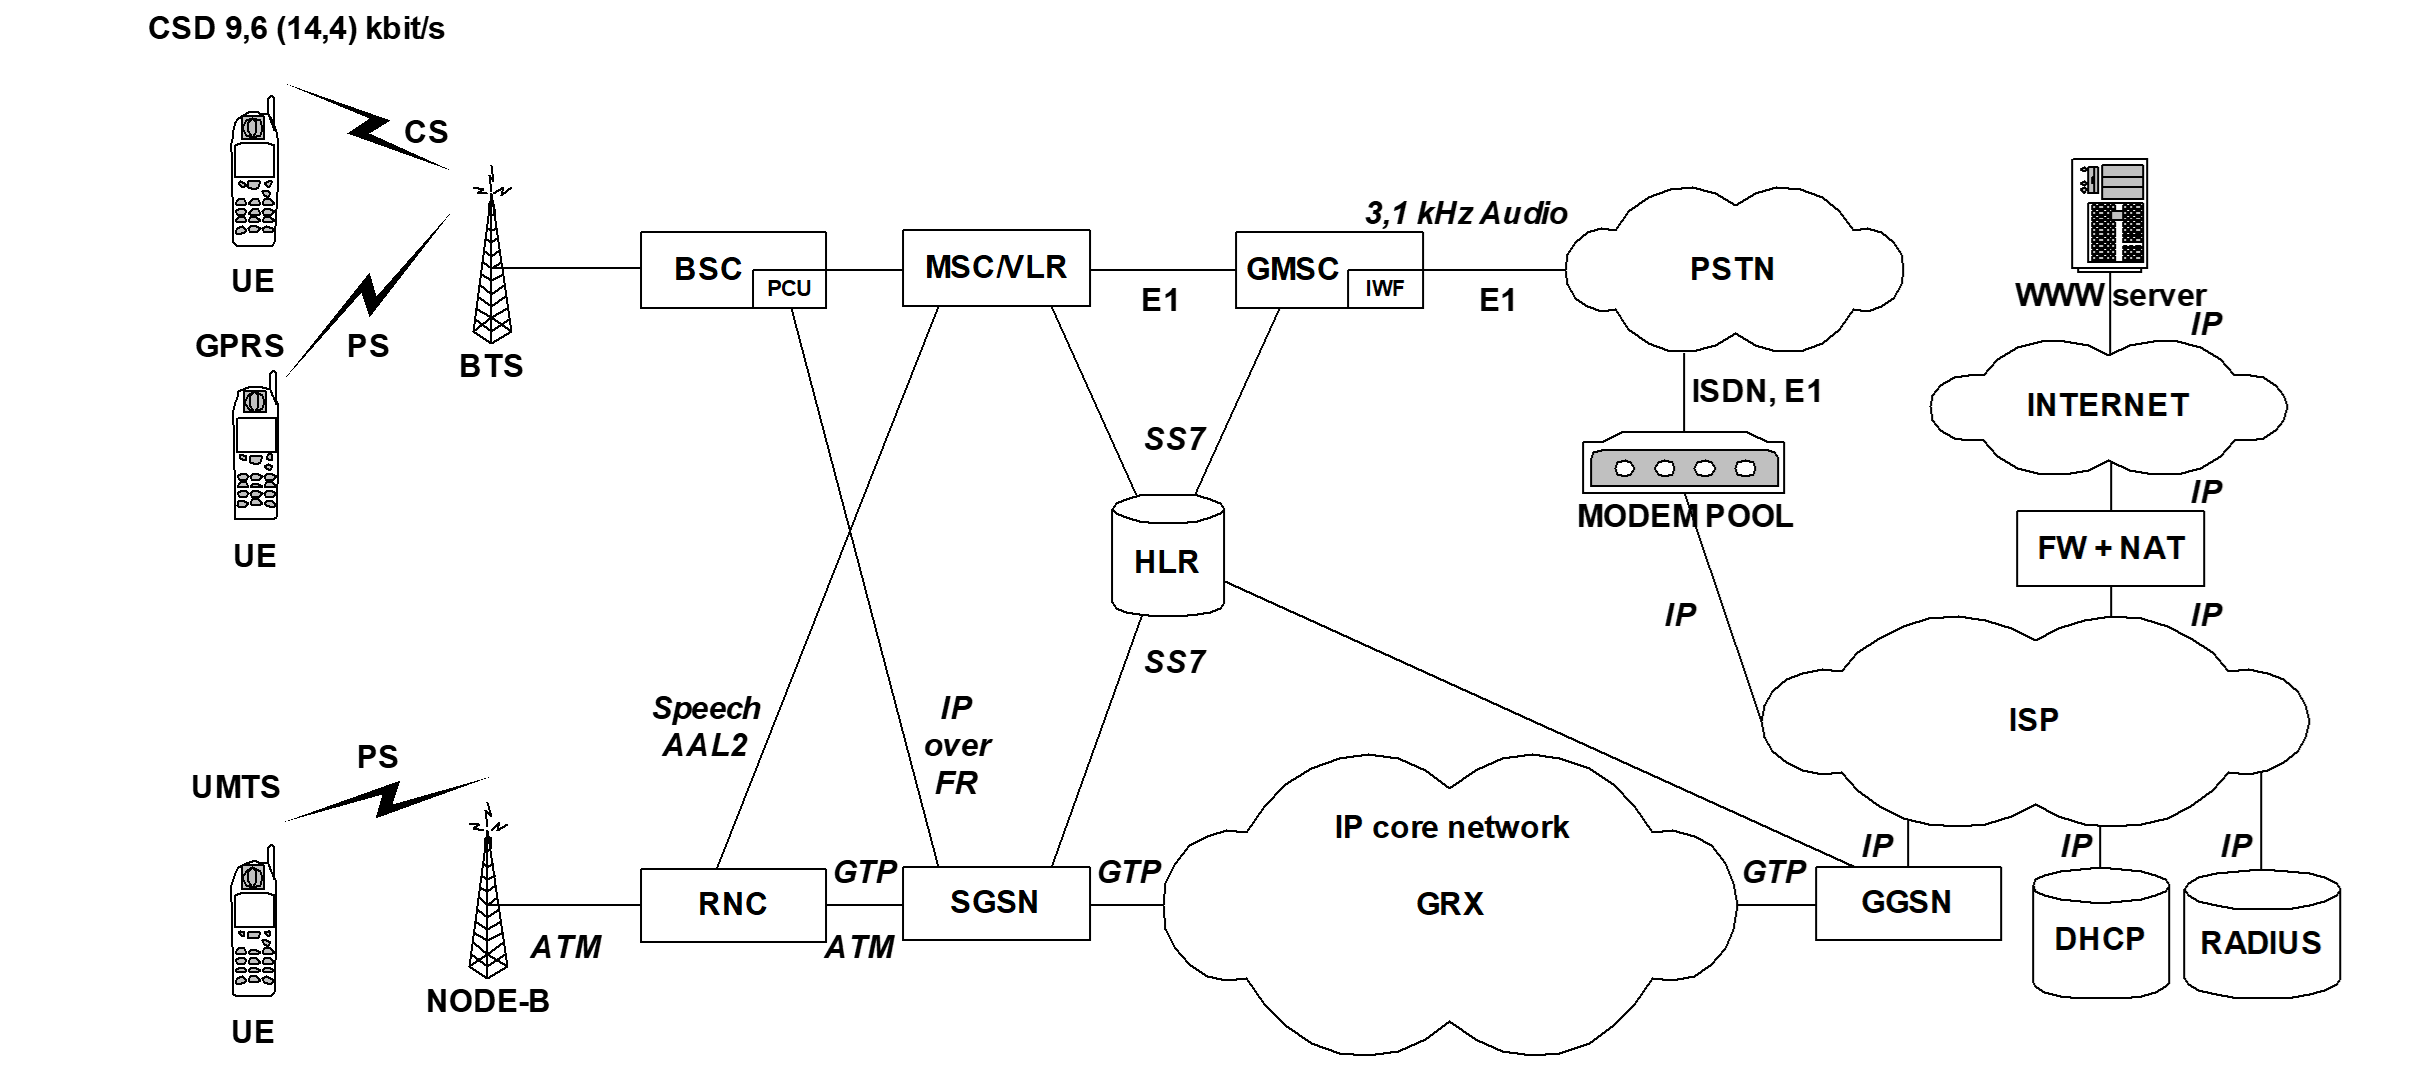 CSD 9,6 (14,4) kbit/s
CS
UE
GPRS
PS
BTS
UE
BSC
PCU
MSC/VLR
E1
GMSC
IWF
3,1 kHz Audio
E1
PSTN
ISDN, E1
MODEM POOL
IP
WWW server
IP
INTERNET
IP
FW + NAT
IP
ISP
SS7
HLR
SS7
Speech
AAL2
IP
over
FR
UMTS
PS
UE
NODE-B
ATM
RNC
GTP
ATM
SGSN
GTP
IP core network
GRX
GTP
GGSN
IP
IP
IP
DHCP
RADIUS